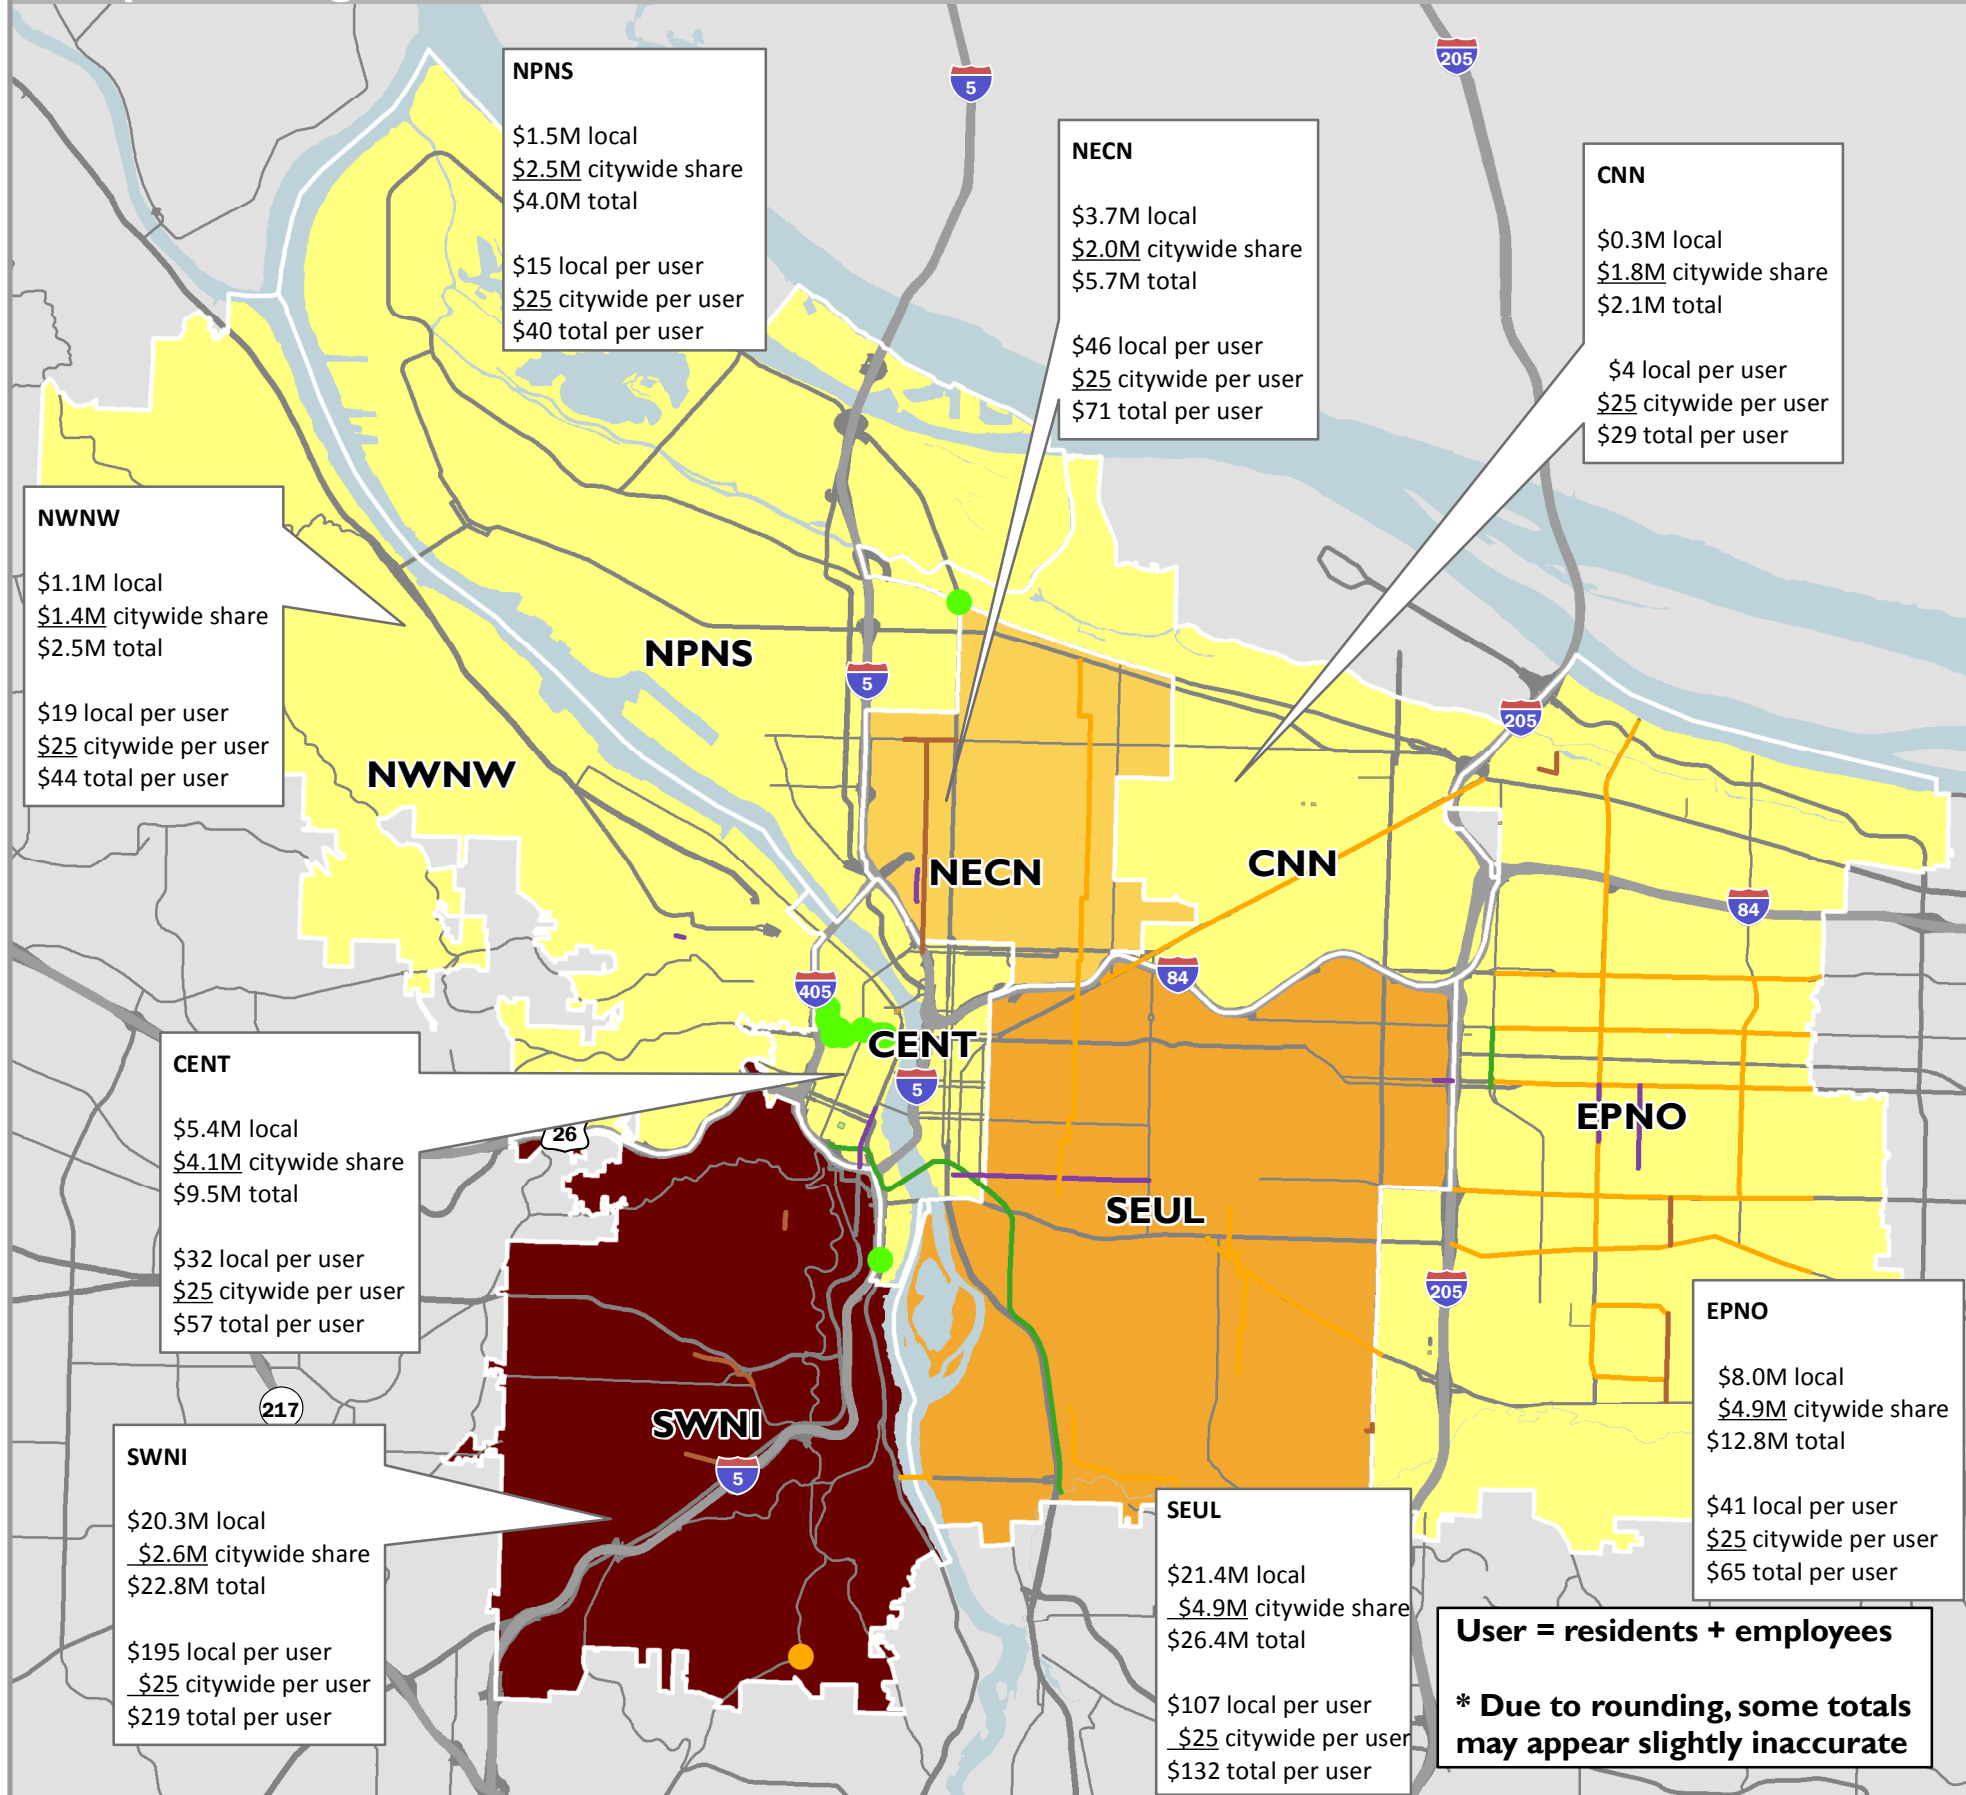 NPNS
$1.5M local
$2.5M citywide share
$4.0M total
$15 local per user
$25 citywide per user
$40 total per user
5
205
NECN
$3.7M local
$2.0M citywide share
$5.7M total
$46 local per user
$25 citywide per user
$71 total per user
CNN
$0.3M local
$1.8M citywide share
$2.1M total
$4 local per user
$25 citywide per user
$29 total per user
NWNW
$1.1M local
$1.4M citywide share
$2.5M total
$19 local per user
$25 citywide per user
$44 total per user
NPNS
5
205
NWNW
NECN
CNN
84
405
84
CENT
5
CENT
$5.4M local
$4.1M citywide share
$9.5M total
$32 local per user
$25 citywide per user
$57 total per user
26
EPNO
SEUL
205
217
SWNI
5
EPNO
$8.0M local
$4.9M citywide share
$12.8M total
$41 local per user
$25 citywide per user
$65 total per user
SWNI
$20.3M local
$2.6M citywide share
$22.8M total
$195 local per user
$25 citywide per user
$219 total per user
SEUL
$21.4M local
$4.9M citywide share
$26.4M total
$107 local per user
$25 citywide per user
$132 total per user
User = residents + employees
* Due to rounding, some totals
may appear slightly inaccurate